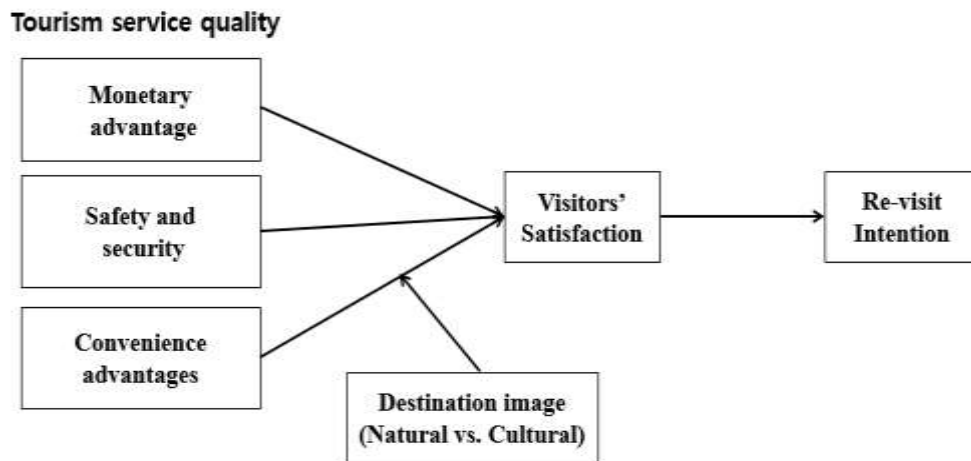 Tourism service quality
Monetary
advantage
Safety and
security
Convenience
advantages
Visitors’
Satisfaction
Re-visit
Intention
Destination image
(Natural vs. Cultural)